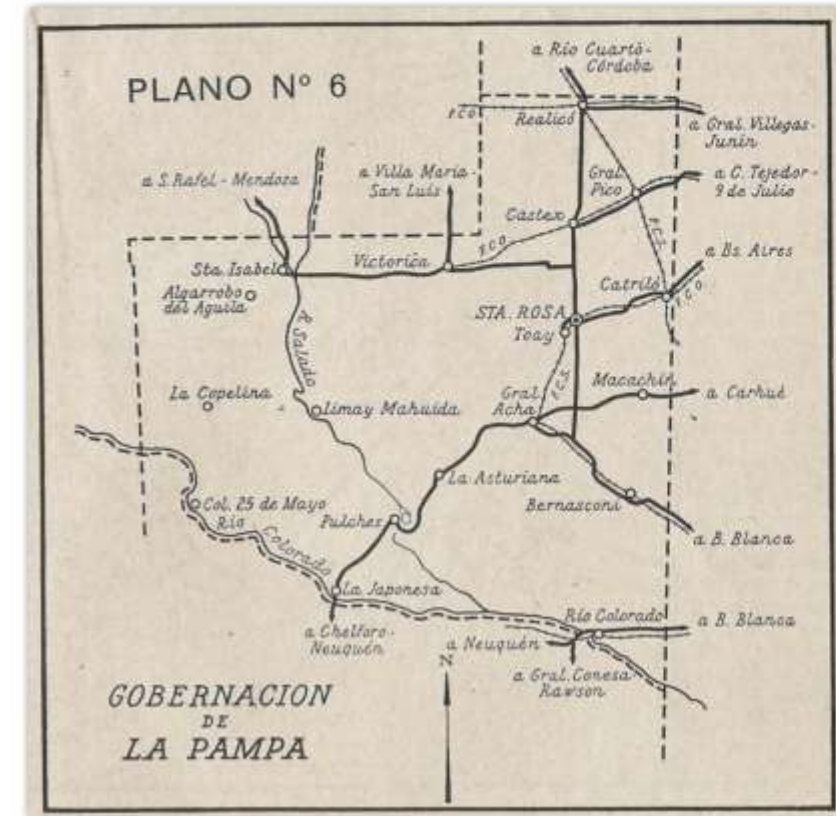 PLANO Nº 6
a Río Cuarto-
Córdoba
F.C.O.
Realicó
a Gral. Villegas-
Junín
a S. Rafel - Mendoza
a Villa María-
San Luís
Gral.
Pico
a C. Tejedor-
9 de Julio
Castex
F.C.O.
F.C.S.
Sta. Isabel
Victorica
a Bs. Aires
Algarrobo
del Aguila
Catriló
F.C.O.
STA. ROSA
Toay
R. Salado
F.C.S.
Macachín
a Carhué
La Copelina
Limay Mahuida
Gral.
Acha
La Asturiana
Bernasconi
Col. 25 de Mayo
Pulches
a B. Blanca
Río
Colorado
La Japonesa
a Chelforo-
Neuquén
Río Colorado
a B. Blanca
a Neuquén
a Gral. Conesa
Rawson
N
GOBERNACION
DE
LA PAMPA